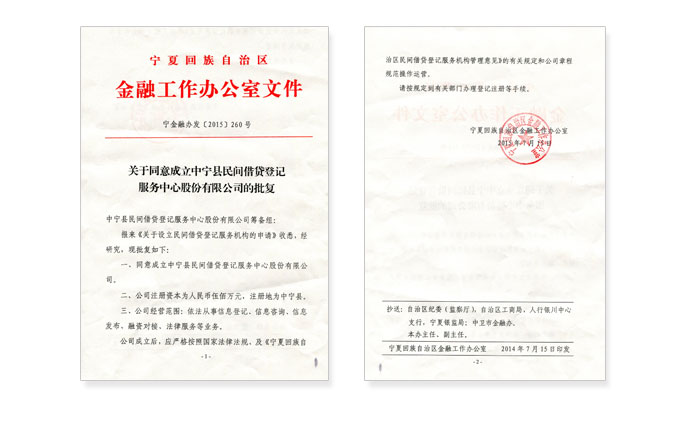 宁夏回族自治区
金融工作办公室文件
宁金融办发〔2015〕260号
关于同意成立中宁县民间借贷登记
服务中心股份有限公司的批复
中宁县民间借贷登记服务中心股份有限公司筹备组：
报来《关于设立民间借贷登记服务机构的申请》收悉，经
研究，现批复如下：
一、同意成立中宁县民间借贷登记服务中心股份有限公
司。
二、公司注册资本为人民币伍佰万元，注册地为中宁县。
三、公司经营范围：依法从事信息登记、信息咨询、信息
发布、融资对接、法律服务等业务。
公司成立后，应严格按照国家法律法规、及《宁夏回族自
-1-
治区民间借贷登记服务机构管理意见》的有关规定和公司章程
规范操作运营。
请按规定到有关部门办理登记注册等手续。
宁夏回族自治区金融工作办公室
2015年7月15日
抄送：自治区纪委（监察厅），自治区工商局、人行银川中心
支行，宁夏银监局；中卫市金融办。
本办主任、副主任。
宁夏回族自治区金融工作办公室 2014年7月15日印发
-2-